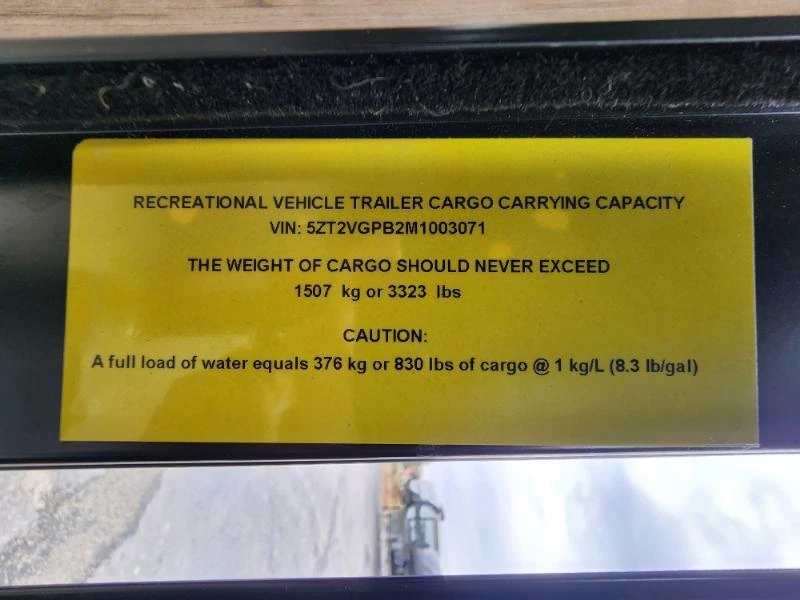 RECREATIONAL VEHICLE TRAILER CARGO CARRYING CAPACITY
VIN: 5ZT2VGPB2M1003071
THE WEIGHT OF CARGO SHOULD NEVER EXCEED
1507 kg or 3323 lbs
CAUTION:
A full load of water equals 376 kg or 830 lbs of cargo @ 1 kg/L (8.3 lb/gal)